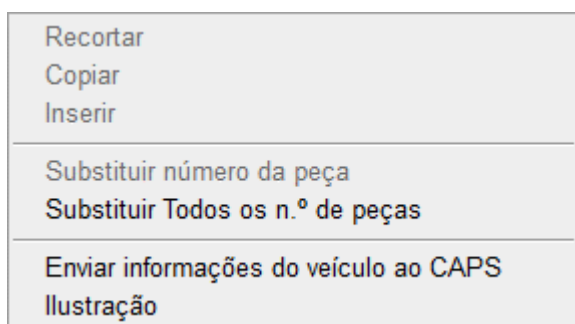 Recortar
Copiar
Inserir
Substituir número da peça
Substituir Todos os n.º de peças
Enviar informações do veículo ao CAPS
Ilustração